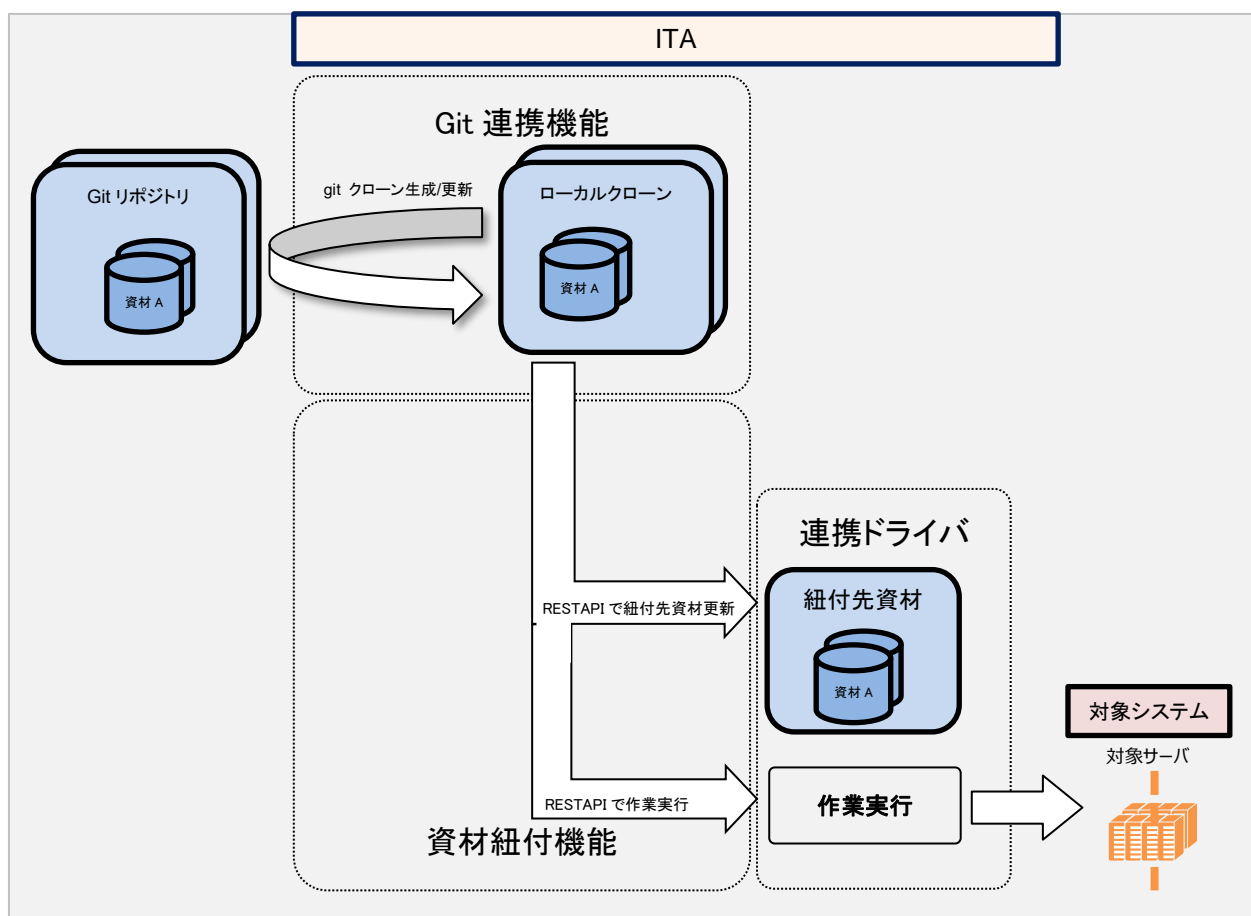 ITA
Git 連携機能
Git リポジトリ
資材 A
git クローン生成/更新
ローカルクローン
資材 A
連携ドライバ
紐付先資材
資材 A
RESTAPI で紐付先資材更新
対象システム
対象サーバ
RESTAPI で作業実行
作業実行
資材紐付機能